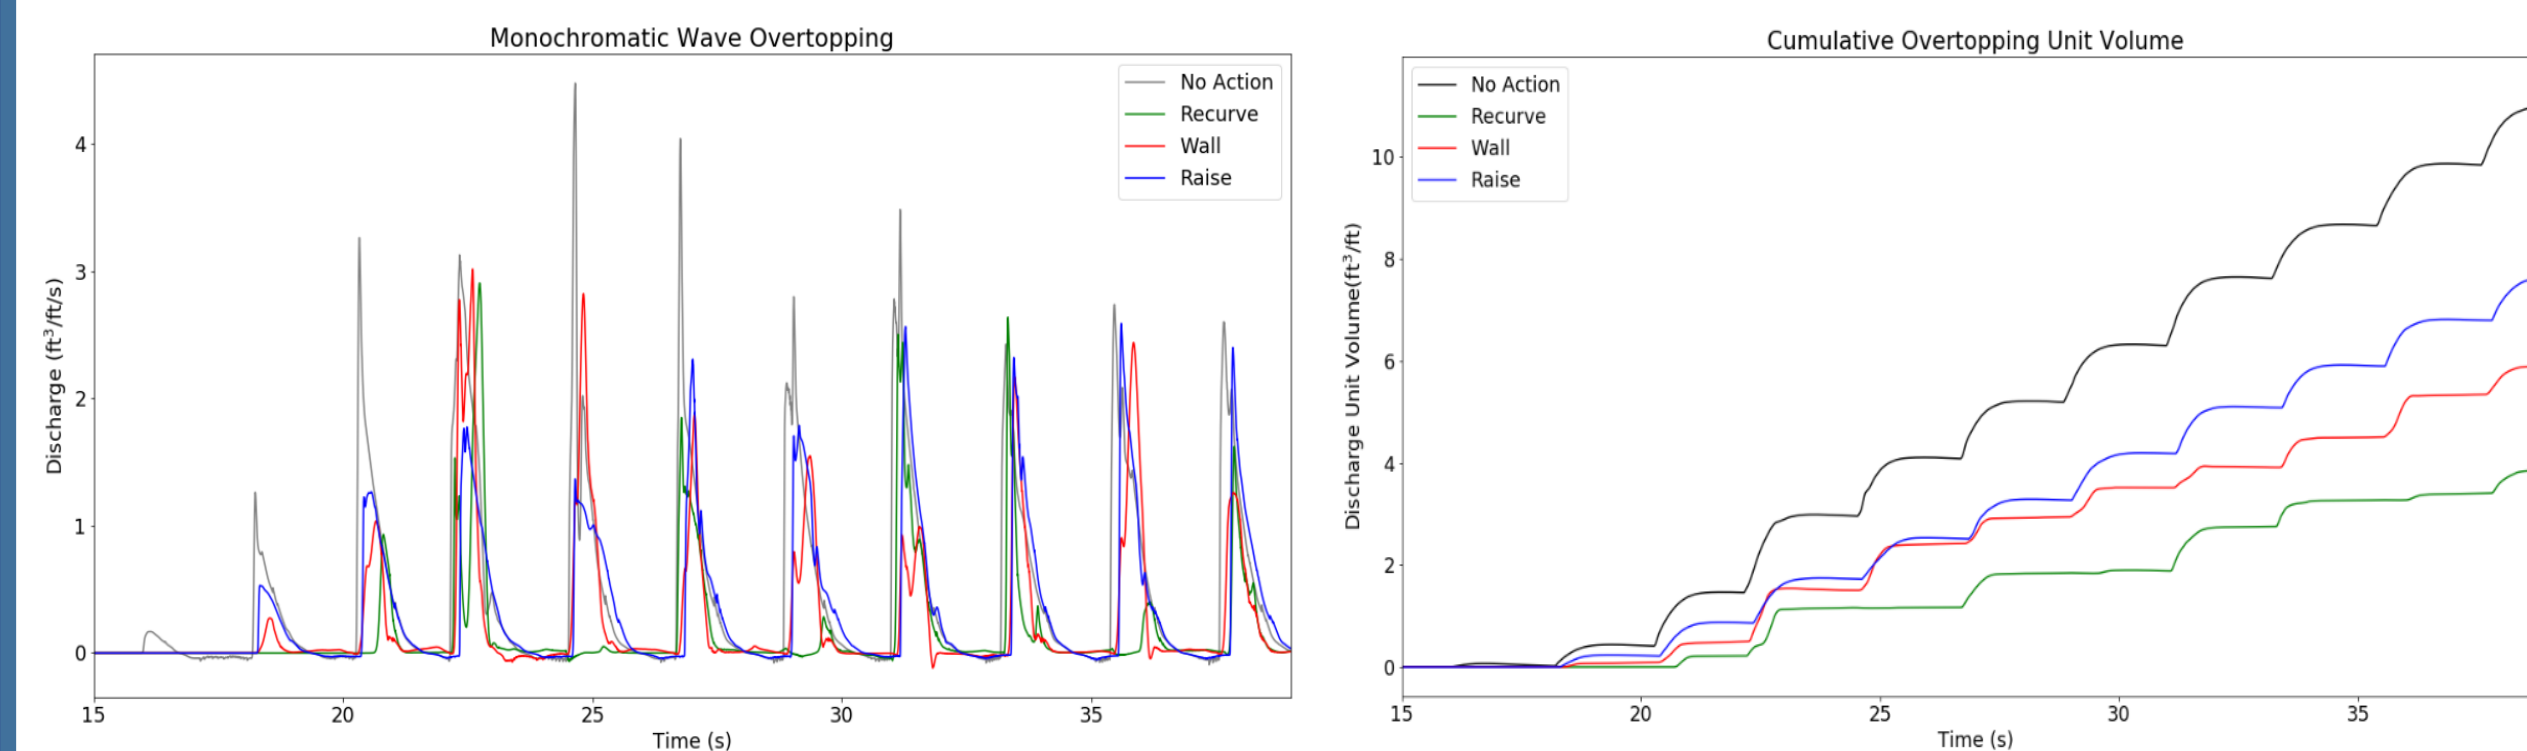 Monochromatic Wave Overtopping
No Action
Recurve
Wall
Raise
4
3
2
1
0
Discharge (ft³/ft/s)
15 20 25 30 35
Time (s)
Cumulative Overtopping Unit Volume
No Action
Recurve
Wall
Raise
10
8
6
4
2
0
Discharge Unit Volume(ft³/ft)
15 20 25 30 35
Time (s)